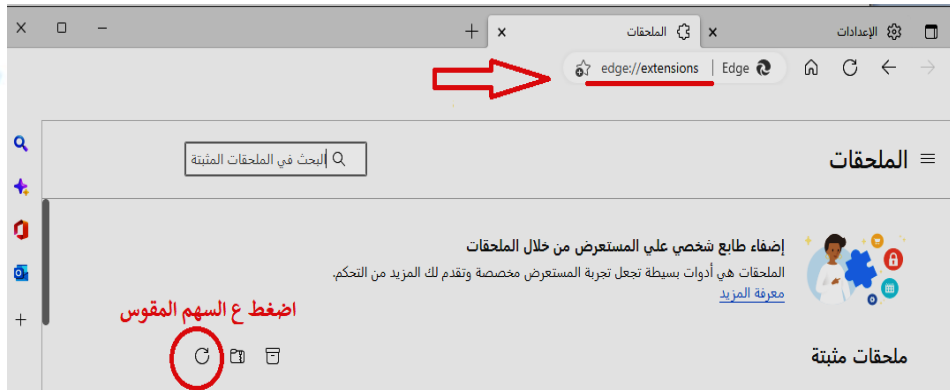 الإعدادات
الملحقات
Edge | edge://extensions
الملحقات
البحث في الملحقات المثبتة
إضفاء طابع شخصي علي المستعرض من خلال الملحقات
الملحقات هي أدوات بسيطة تجعل تجربة المستعرض مخصصة وتقدم لك المزيد من التحكم.
معرفة المزيد
اضغط ع السهم المقوس
ملحقات مثبتة